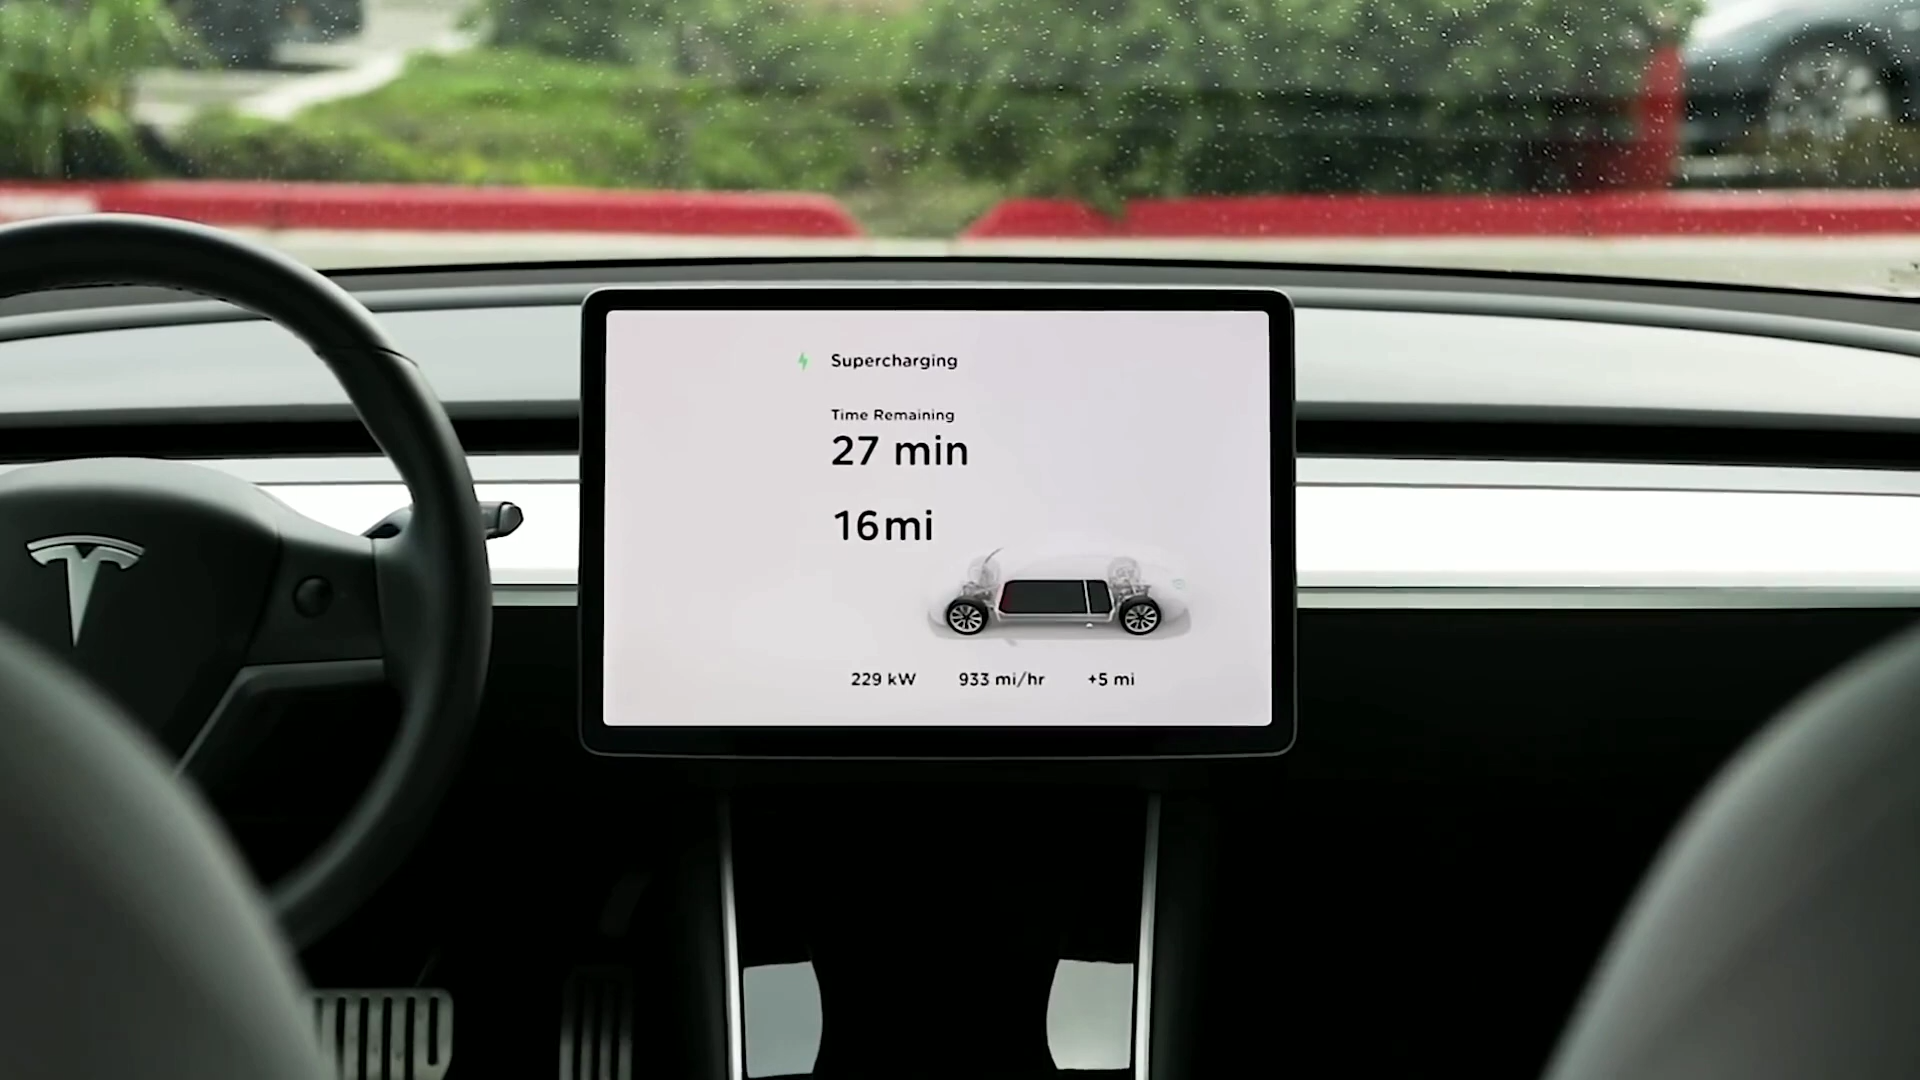 Supercharging
Time Remaining
27 min
16mi
229 kW 933 mi/hr +5 mi